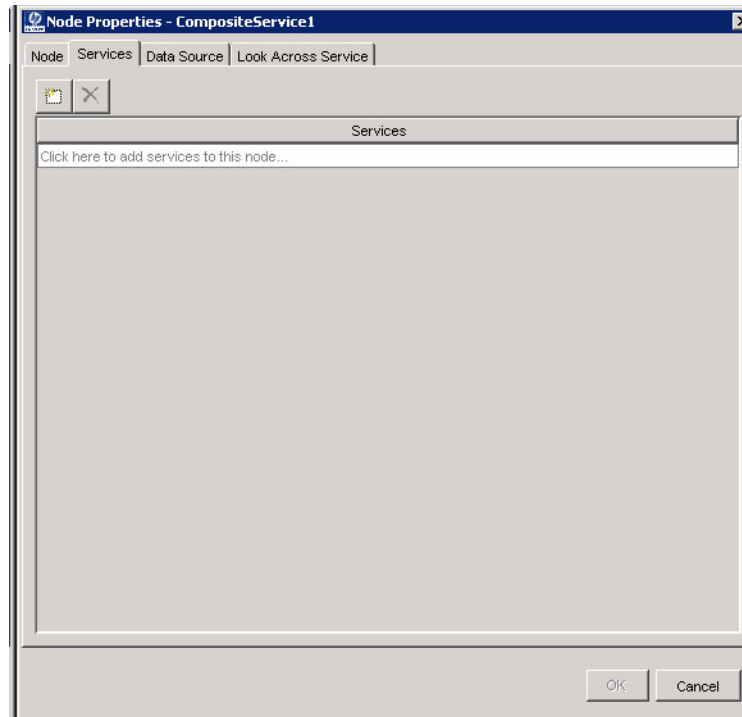 Node Properties - CompositeService1
Node Services Data Source Look Across Service
Services
Click here to add services to this node...
OK Cancel